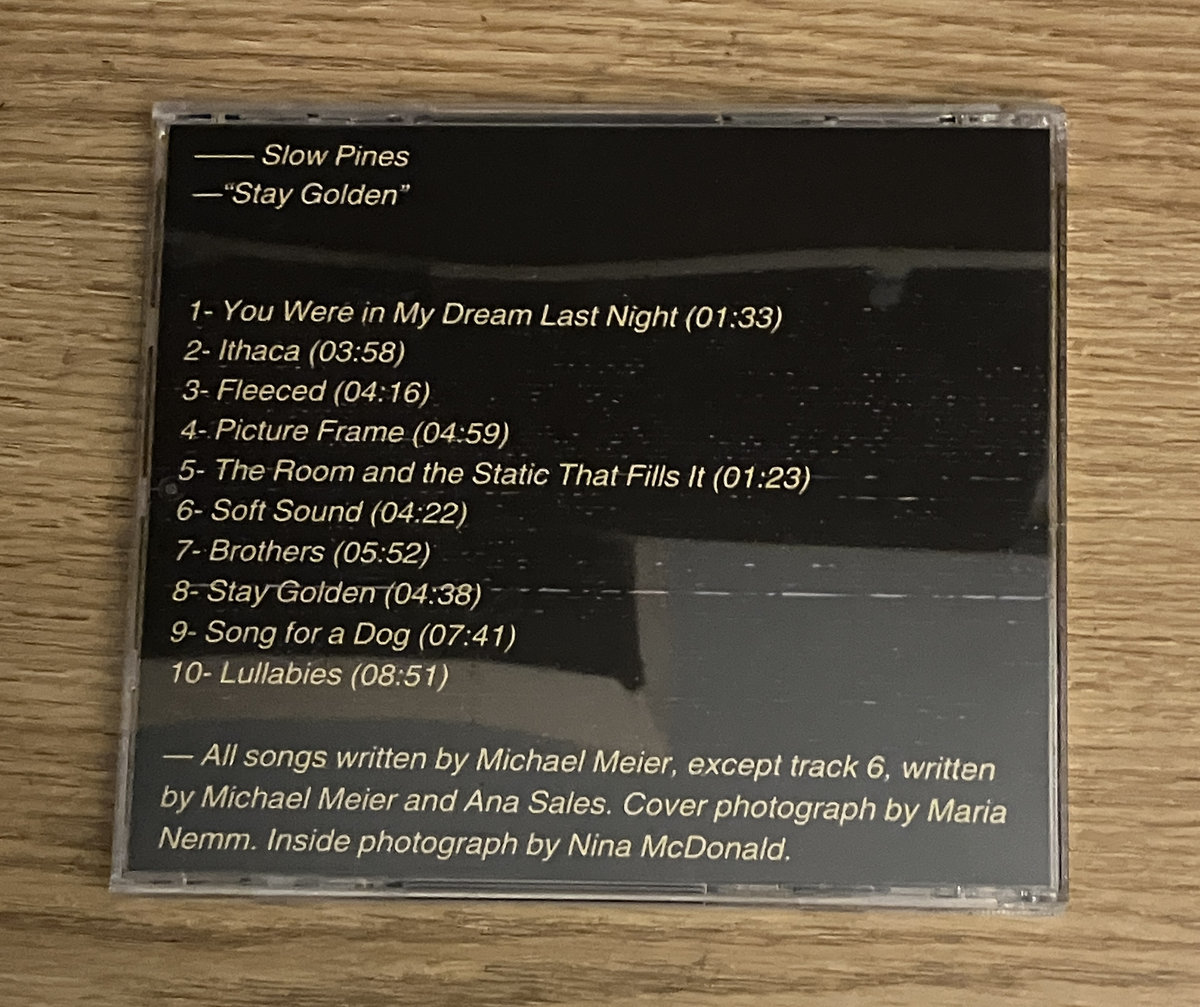 —— Slow Pines
—“Stay Golden”
1- You Were in My Dream Last Night (01:33)
2- Ithaca (03:58)
3- Fleeced (04:16)
4- Picture Frame (04:59)
5- The Room and the Static That Fills It (01:23)
6- Soft Sound (04:22)
7- Brothers (05:52)
8- Stay Golden (04:38)
9- Song for a Dog (07:41)
10- Lullabies (08:51)
— All songs written by Michael Meier, except track 6, written
by Michael Meier and Ana Sales. Cover photograph by Maria
Nemm. Inside photograph by Nina McDonald.